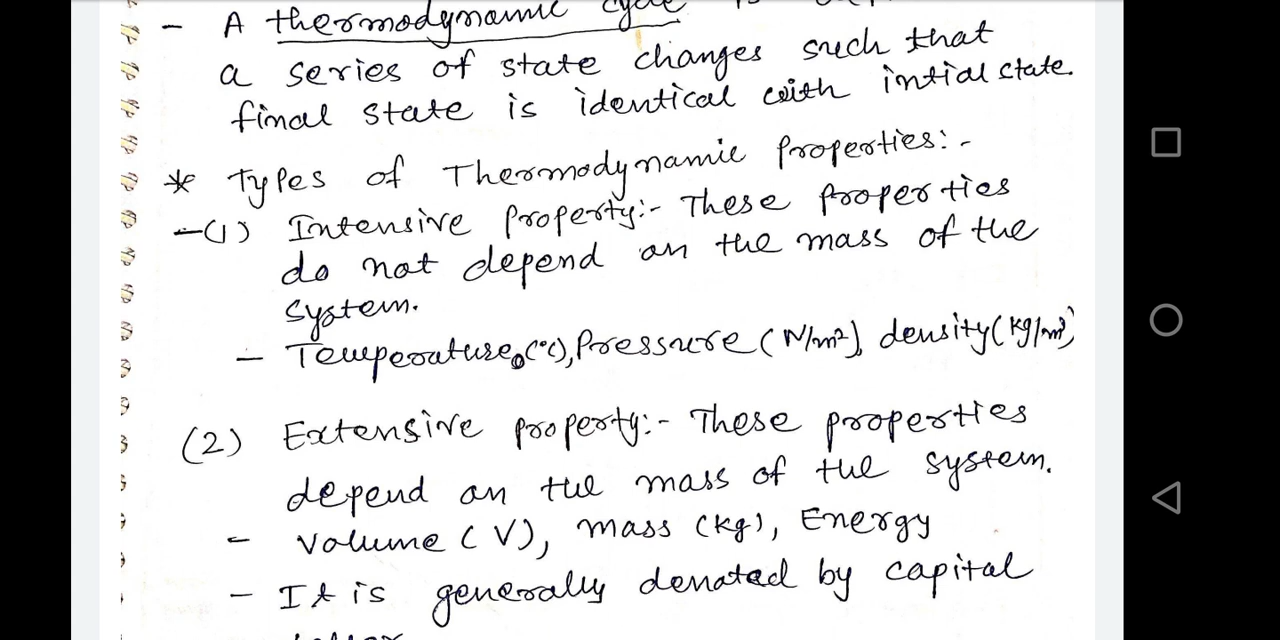 - A thermodynamic cycle is
a series of state changes such that
final state is identical with intial state.
* Types of Thermodynamic Properties:-
-(1) Intensive Property:- These properties
do not depend on the mass of the
system.
- Temperature(°C), Pressure (N/m²), density(kg/m³)
(2) Extensive property:- These properties
depend on the mass of the system.
- Volume (V), mass (kg), Energy
- It is generally denoted by capital